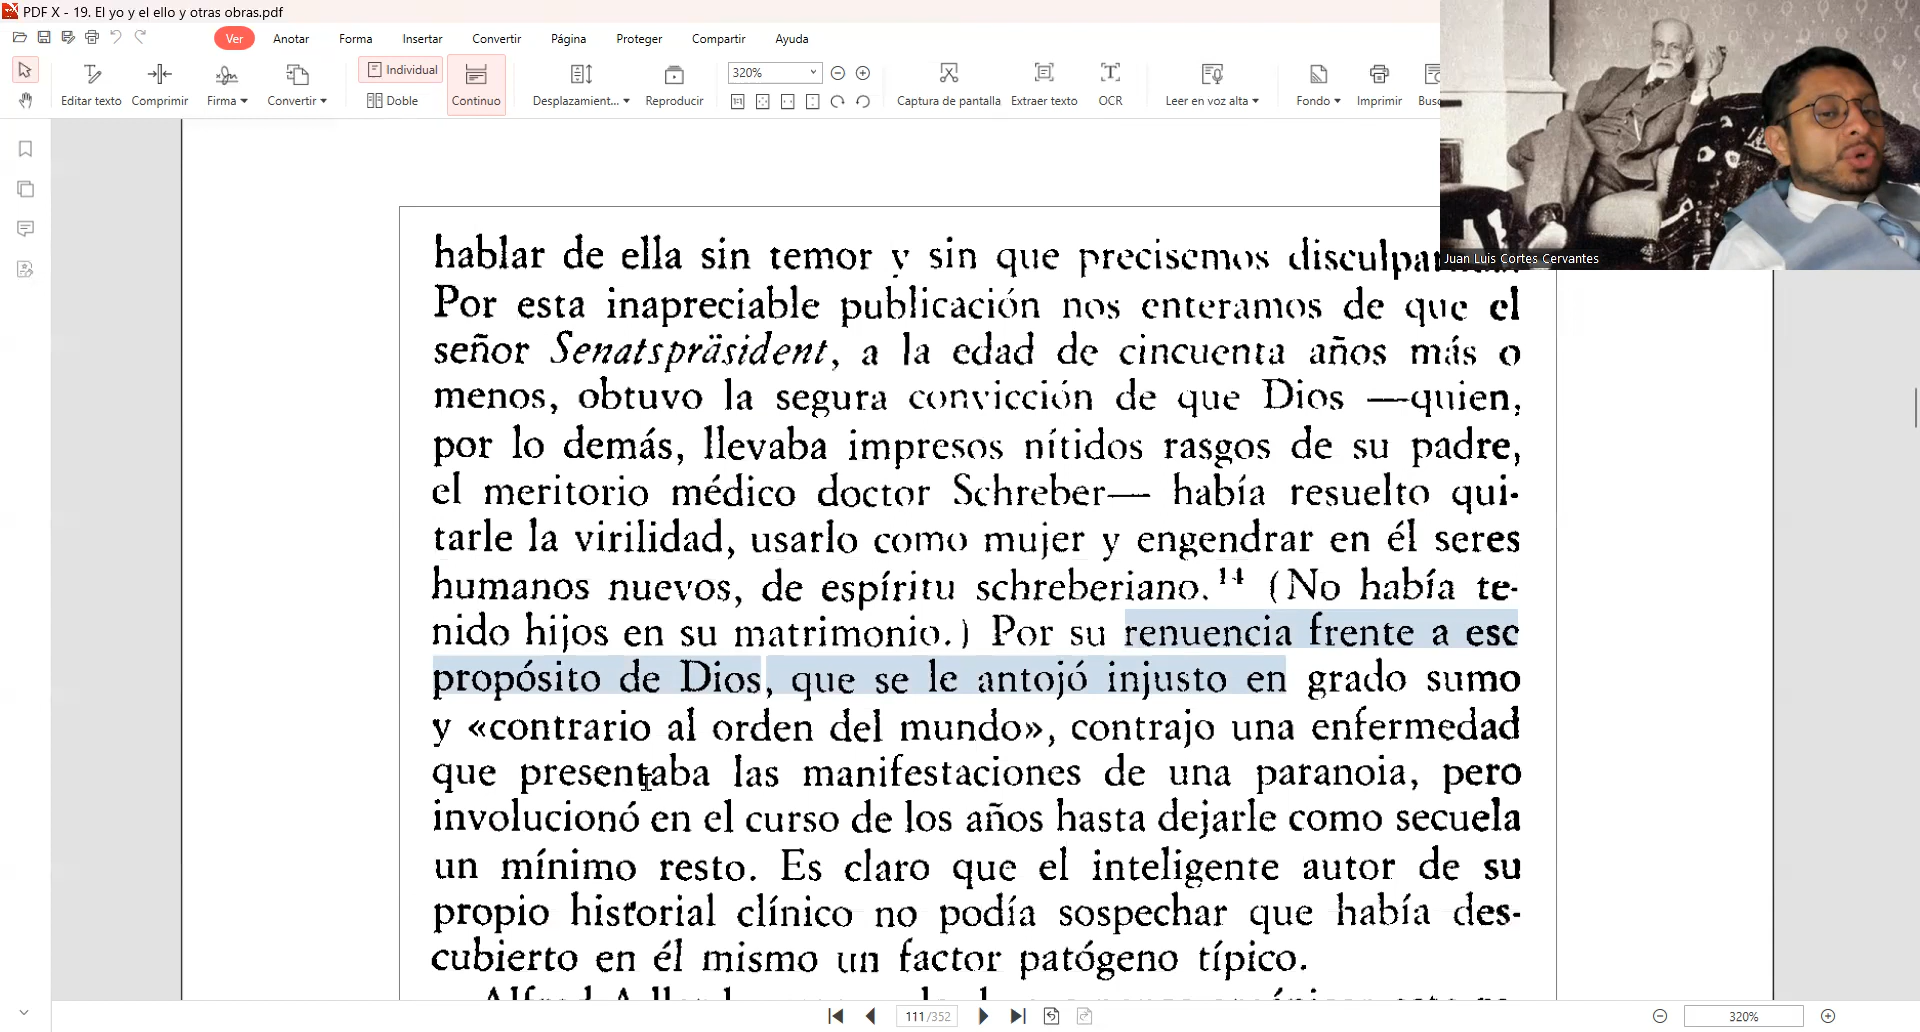 PDF X - 19. El yo y el ello y otras obras.pdf
Ver Anotar Forma Insertar Convertir Página Proteger Compartir Ayuda
Individual 320%
Editar texto Comprimir Firma Convertir Doble Continuo Desplazamient... Reproducir Captura de pantalla Extraer texto OCR Leer en voz alta Fondo Imprimir Busc
Juan Luis Cortes Cervantes
hablar de ella sin temor y sin que precisemos
Por esta inapreciable publicación nos enteramos de que el
señor Senatspräsident, a la edad de cincuenta años más o
menos, obtuvo la segura convicción de que Dios —quien,
por lo demás, llevaba impresos nítidos rasgos de su padre,
el meritorio médico doctor Schreber— había resuelto qui-
tarle la virilidad, usarlo como mujer y engendrar en él seres
humanos nuevos, de espíritu schreberiano.14 (No había te-
nido hijos en su matrimonio.) Por su renuencia frente a ese
propósito de Dios, que se le antojó injusto en grado sumo
y «contrario al orden del mundo», contrajo una enfermedad
que presentaba las manifestaciones de una paranoia, pero
involucionó en el curso de los años hasta dejarle como secuela
un mínimo resto. Es claro que el inteligente autor de su
propio historial clínico no podía sospechar que había des-
cubierto en él mismo un factor patógeno típico.
111/352 320%